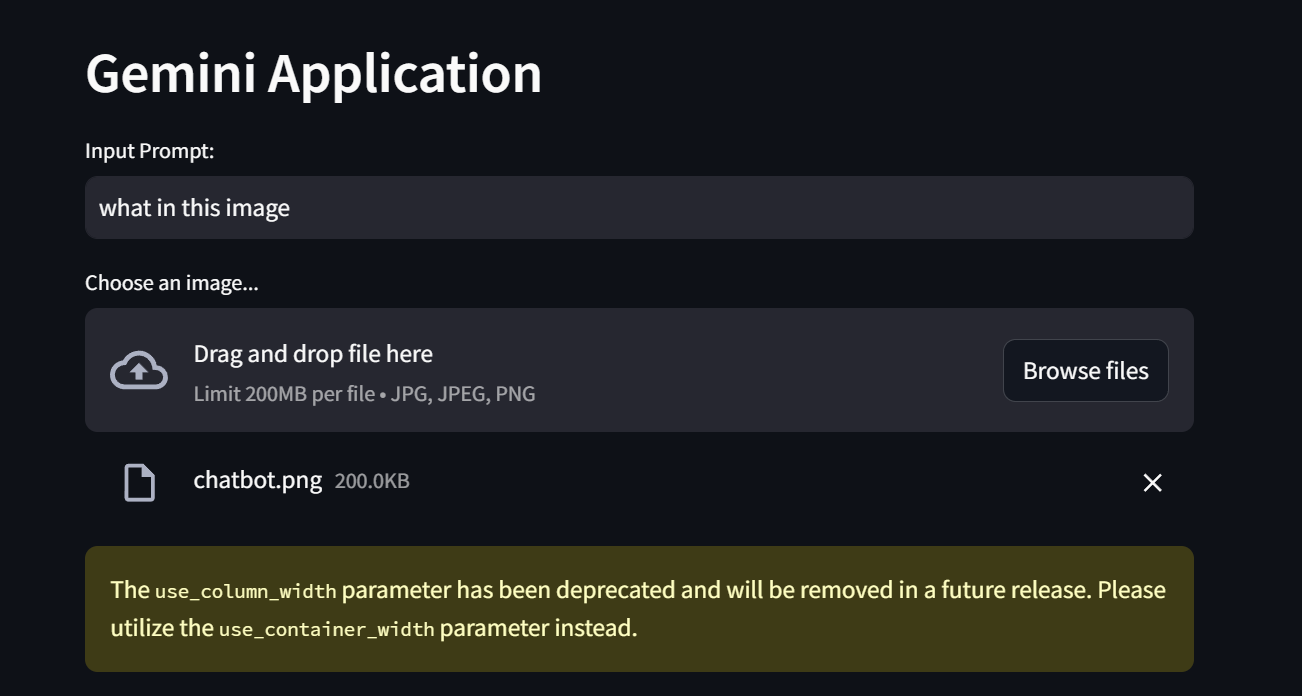 Gemini Application
Input Prompt:
what in this image
Choose an image...
Drag and drop file here
Limit 200MB per file • JPG, JPEG, PNG
Browse files
chatbot.png 200.0KB
The use_column_width parameter has been deprecated and will be removed in a future release. Please
utilize the use_container_width parameter instead.